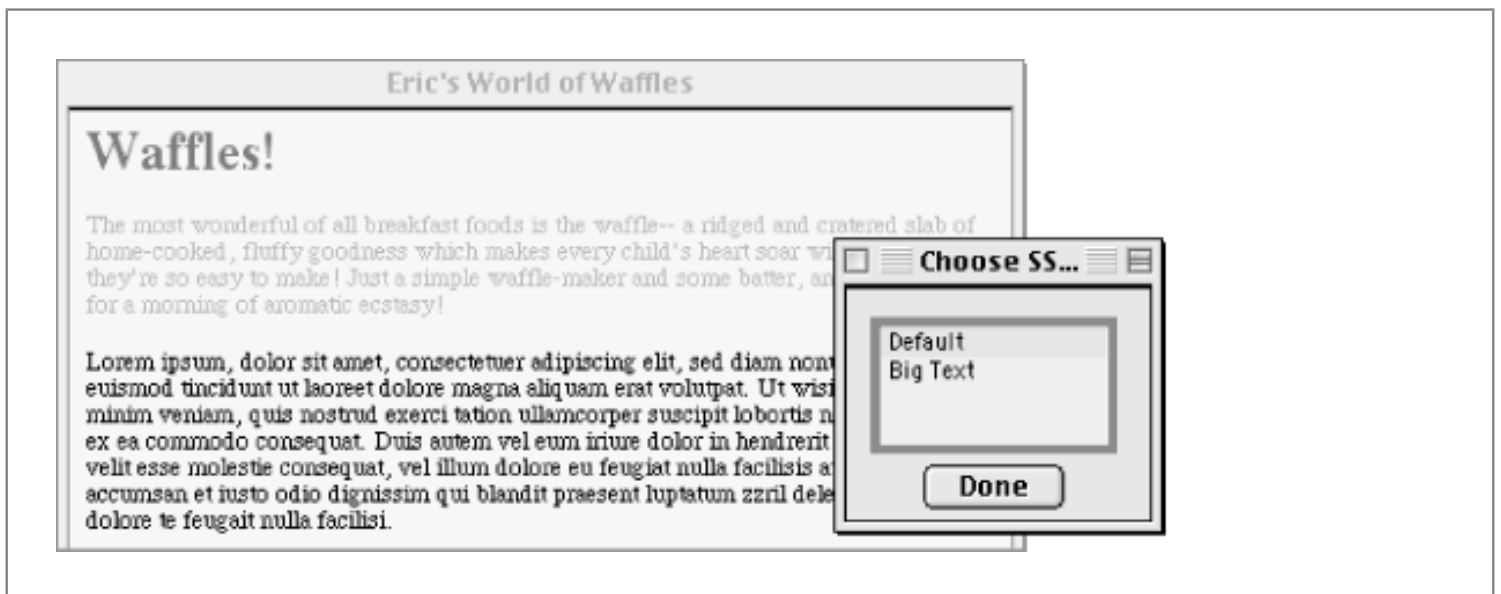 Eric's World of Waffles
Waffles!
The most wonderful of all breakfast foods is the waffle-- a ridged and cratered slab of
home-cooked, fluffy goodness which makes every child's heart soar wi
they're so easy to make! Just a simple waffle-maker and some batter, an
for a morning of aromatic ecstasy!
Lorem ipsum, dolor sit amet, consectetuer adipiscing elit, sed diam nonu
euismod tincidunt ut laoreet dolore magna aliquam erat volutpat. Ut wisi
minim veniam, quis nostrud exerci tation ullamcorper suscipit lobortis n
ex ea commodo consequat. Duis autem vel eum iriure dolor in hendrerit
velit esse molestie consequat, vel illum dolore eu feugiat nulla facilisis a
accumsan et iusto odio dignissim qui blandit praesent luptatum zzril dele
dolore te feugait nulla facilisi.
Choose SS...
Default
Big Text
Done